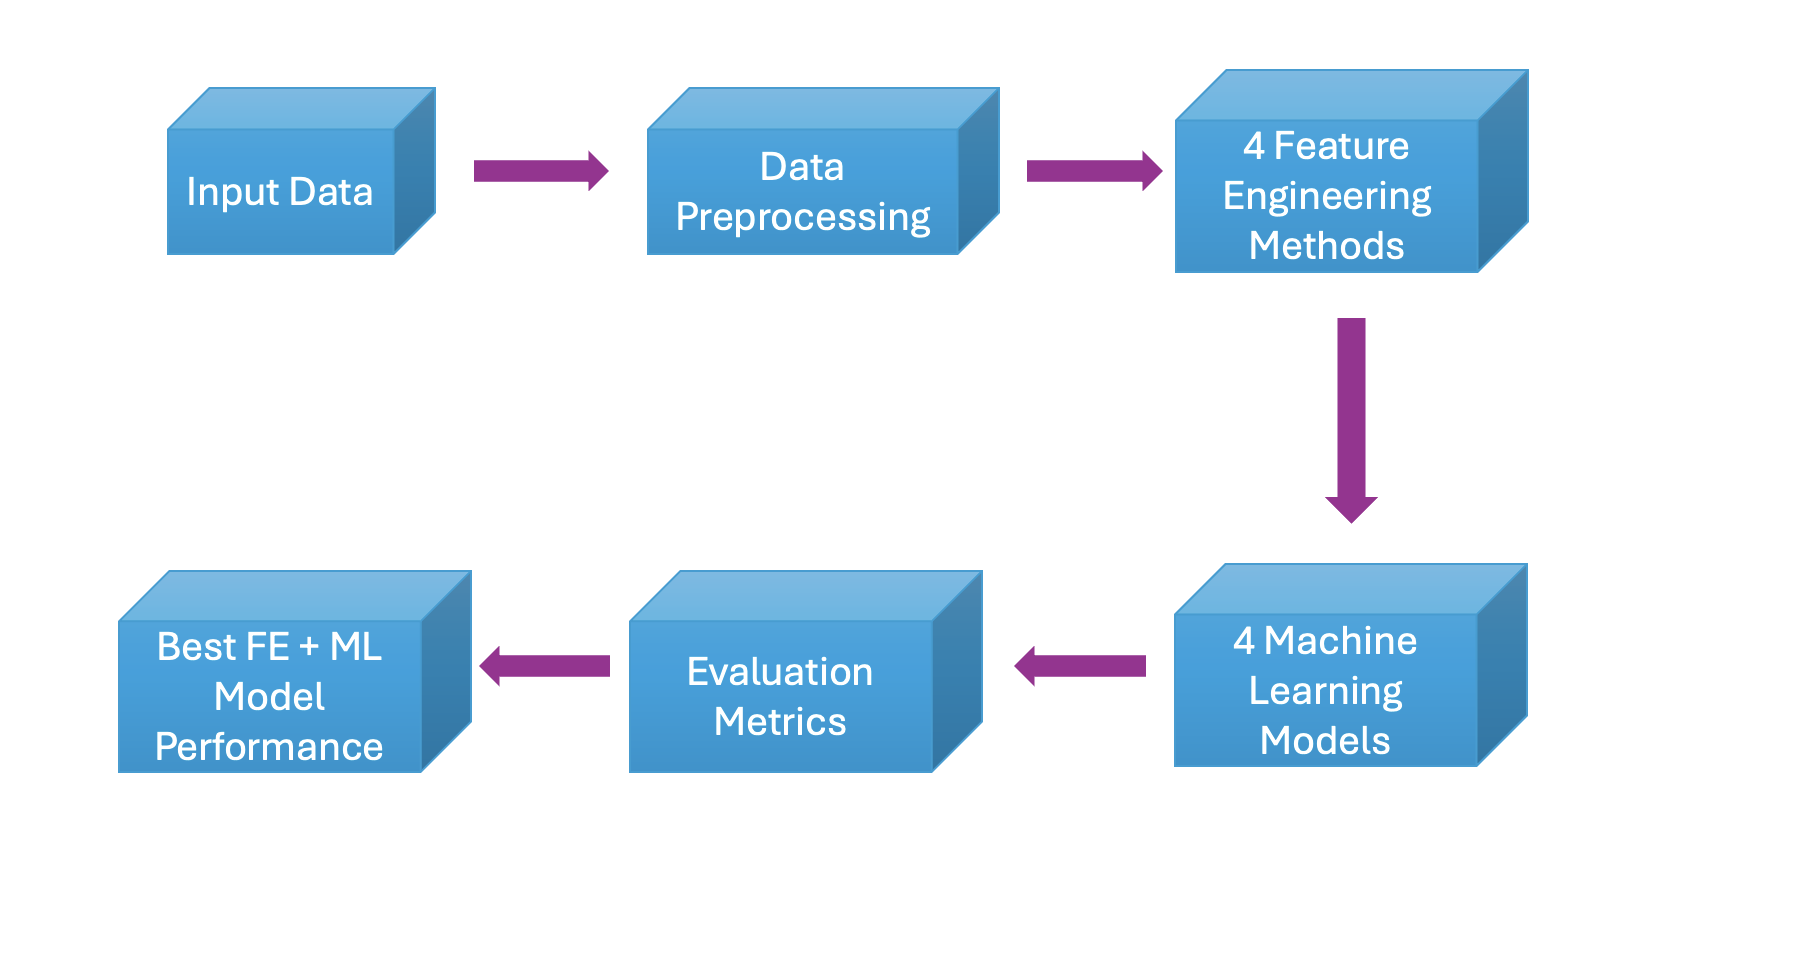 Input Data
Data
Preprocessing
4 Feature
Engineering
Methods
4 Machine
Learning
Models
Evaluation
Metrics
Best FE + ML
Model
Performance